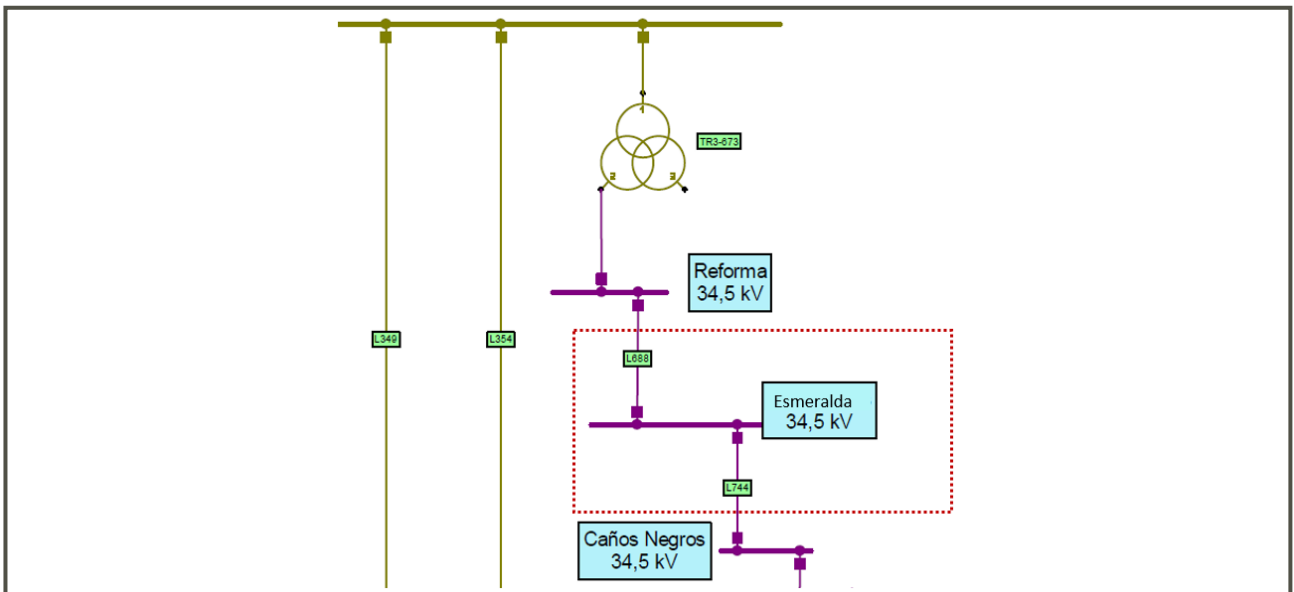 TR3-673
Reforma
34,5 kV
L349
L354
L688
Esmeralda
34,5 kV
L744
Caños Negros
34,5 kV